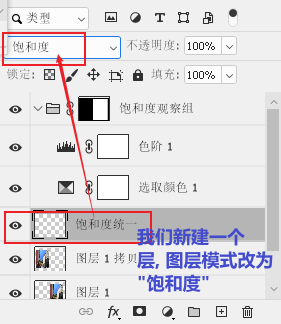 类型
饱和度
不透明度: 100%
锁定:
填充: 100%
饱和度观察组
色阶 1
选取颜色 1
饱和度统一
图层 1 拷贝
图层 1
我们新建一个
层, 图层模式改为
"饱和度"
fx